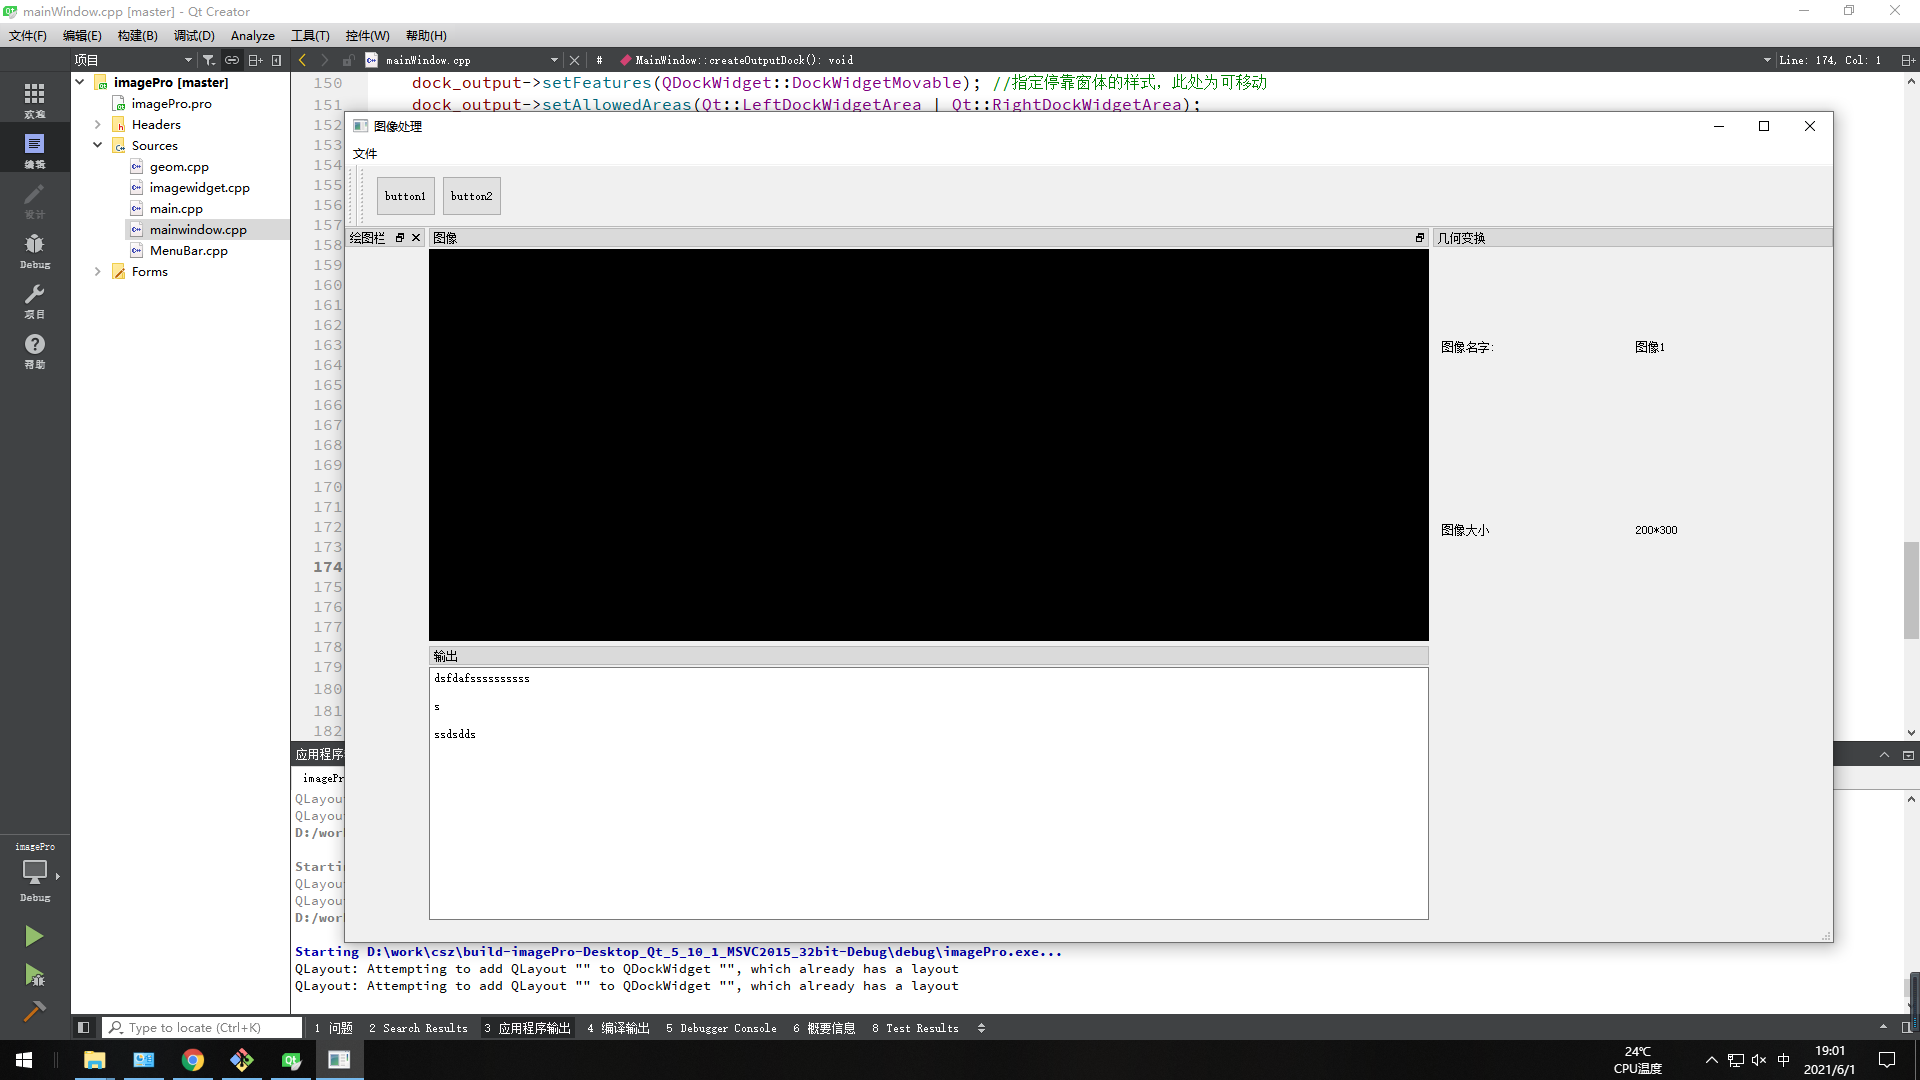 mainWindow.cpp [master] - Qt Creator
文件(F) 编辑(E) 构建(B) 调试(D) Analyze 工具(T) 控件(W) 帮助(H)
项目 mainWindow.cpp # MainWindow::createOutputDock(): void Line: 174, Col: 1
欢迎
编辑
设计
Debug
项目
帮助
imagePro
Debug
imagePro [master]
imagePro.pro
Headers
Sources
geom.cpp
imagewidget.cpp
main.cpp
mainwindow.cpp
MenuBar.cpp
Forms
150 dock_output->setFeatures(QDockWidget::DockWidgetMovable); //指定停靠窗体的样式，此处为可移动
151 dock_output->setAllowedAreas(Qt::LeftDockWidgetArea | Qt::RightDockWidgetArea);
152
153
154
155
156
157
158
159
160
161
162
163
164
165
166
167
168
169
170
171
172
173
174
175
176
177
178
179
180
181
182
图像处理
文件
button1 button2
绘图栏 图像 几何变换
图像名字: 图像1
图像大小 200*300
输出
dsfdafssssssssss
s
ssdsdds
应用程序
imagePr
QLayou
QLayou
D:/wor
Starti
QLayou
QLayou
D:/wor
Starting D:\work\csz\build-imagePro-Desktop_Qt_5_10_1_MSVC2015_32bit-Debug\debug\imagePro.exe...
QLayout: Attempting to add QLayout "" to QDockWidget "", which already has a layout
QLayout: Attempting to add QLayout "" to QDockWidget "", which already has a layout
Type to locate (Ctrl+K) 1 问题 2 Search Results 3 应用程序输出 4 编译输出 5 Debugger Console 6 概要信息 8 Test Results
24℃
CPU温度
中
19:01
2021/6/1